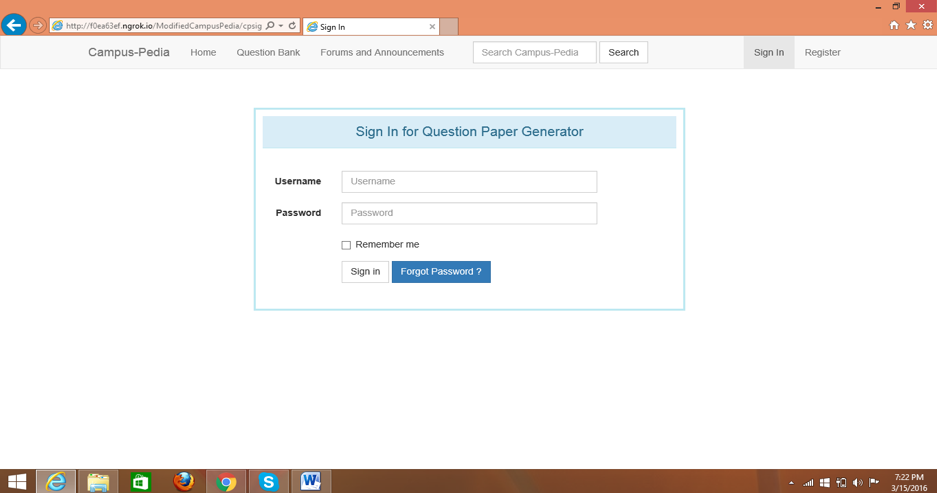 http://f0ea63ef.ngrok.io/ModifiedCampusPedia/cpsig
Sign In
Campus-Pedia Home Question Bank Forums and Announcements Search Campus-Pedia Search Sign In Register
Sign In for Question Paper Generator
Username Username
Password Password
Remember me
Sign in Forgot Password ?
7:22 PM
3/15/2016